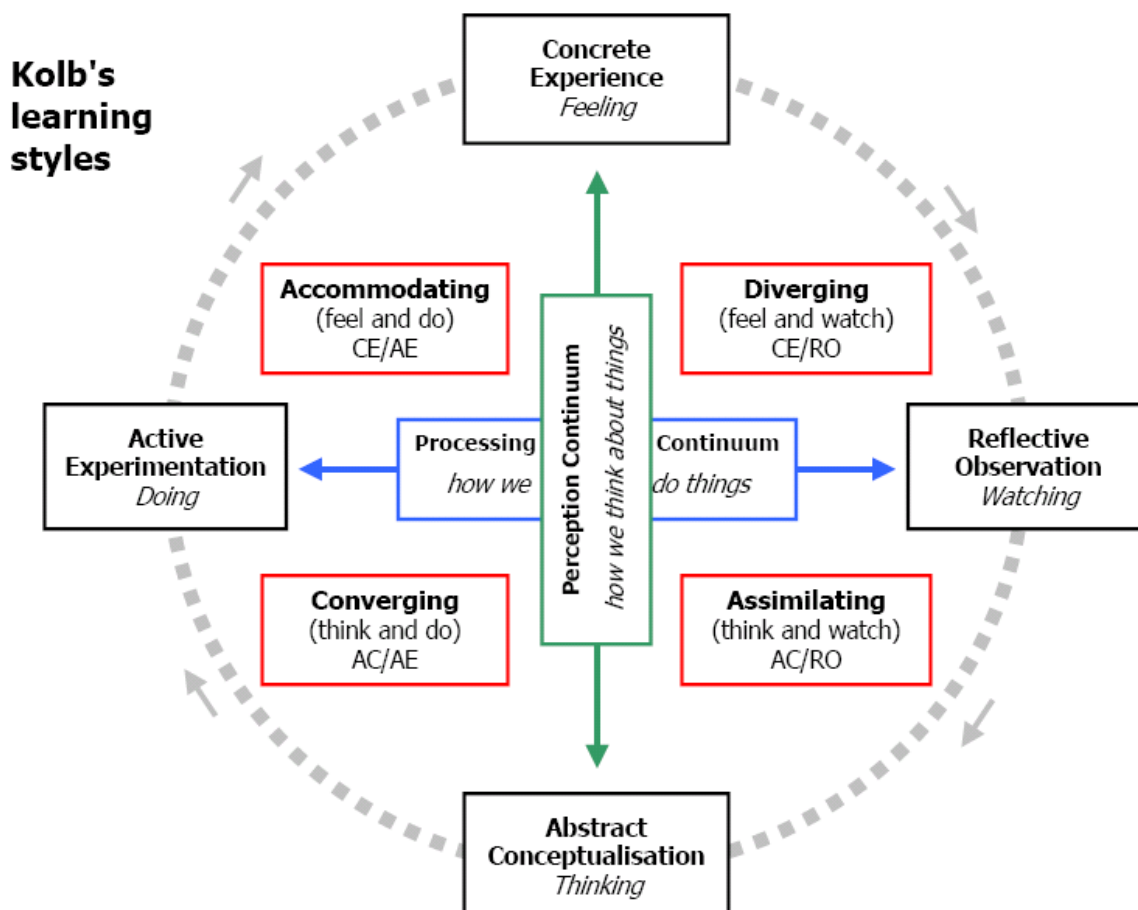 Kolb's
learning
styles
Concrete
Experience
Feeling
Accommodating
(feel and do)
CE/AE
Diverging
(feel and watch)
CE/RO
Active
Experimentation
Doing
Processing Continuum
how we do things
Perception Continuum
how we think about things
Reflective
Observation
Watching
Converging
(think and do)
AC/AE
Assimilating
(think and watch)
AC/RO
Abstract
Conceptualisation
Thinking